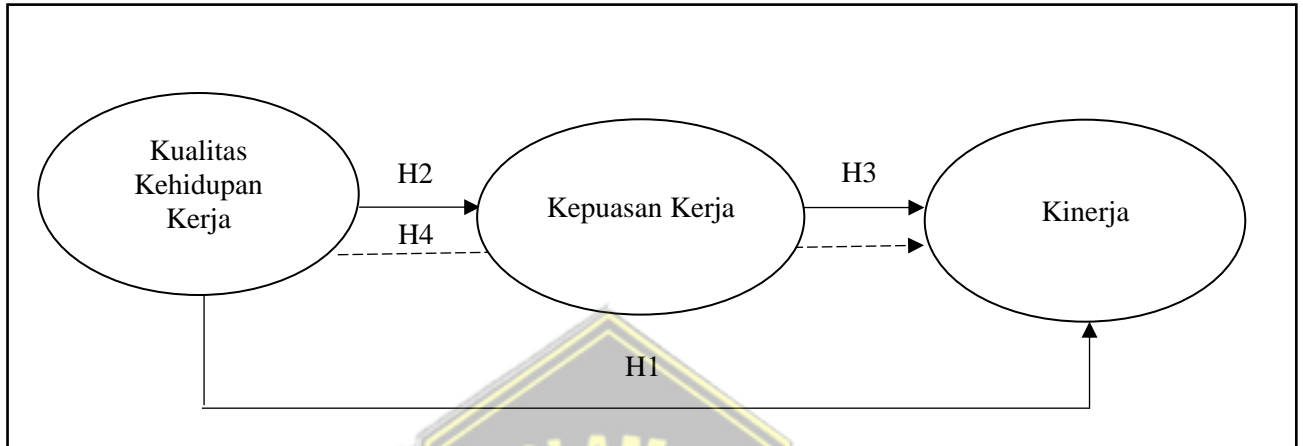 Kualitas
Kehidupan
Kerja
H2
H4
Kepuasan Kerja
H3
Kinerja
H1